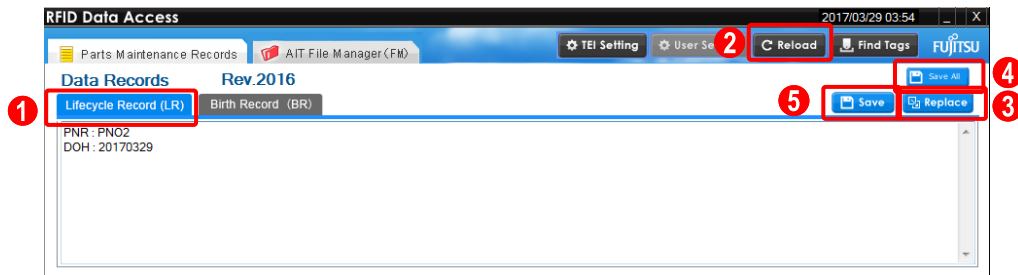 RFID Data Access 2017/03/29 03:54 _ X
Parts Maintenance Records AIT File Manager(FM) TEI Setting User Se 2 Reload Find Tags FUJITSU
Data Records Rev.2016 Save All 4
1 Lifecycle Record (LR) Birth Record (BR) 5 Save Replace 3
PNR : PNO2
DOH : 20170329